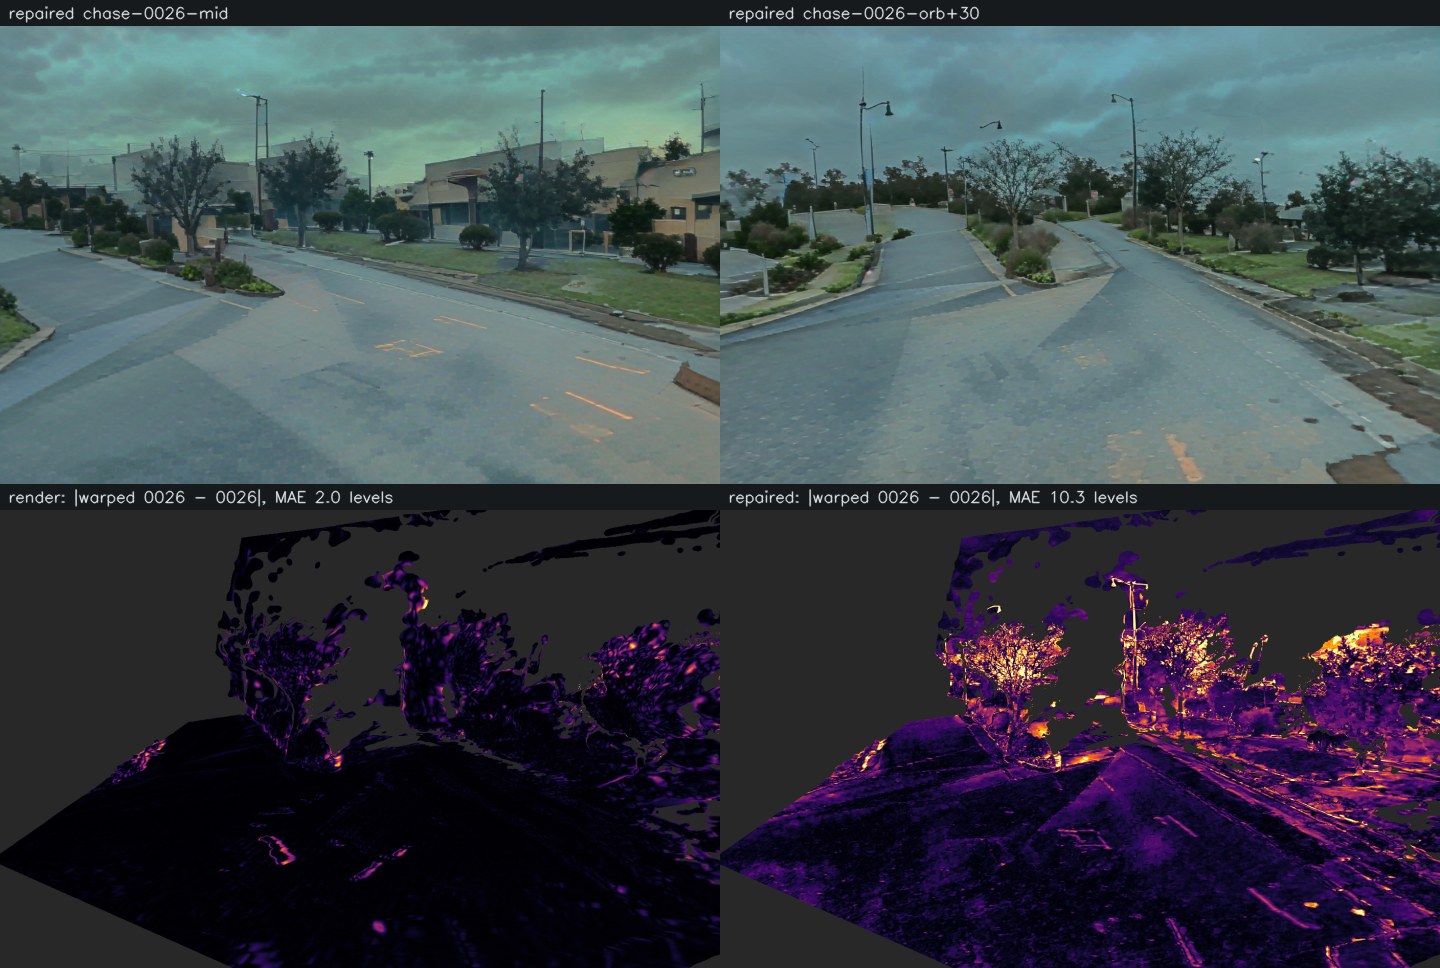 repaired chase-0026-mid
repaired chase-0026-orb+30
render: |warped 0026 - 0026|, MAE 2.0 levels
repaired: |warped 0026 - 0026|, MAE 10.3 levels